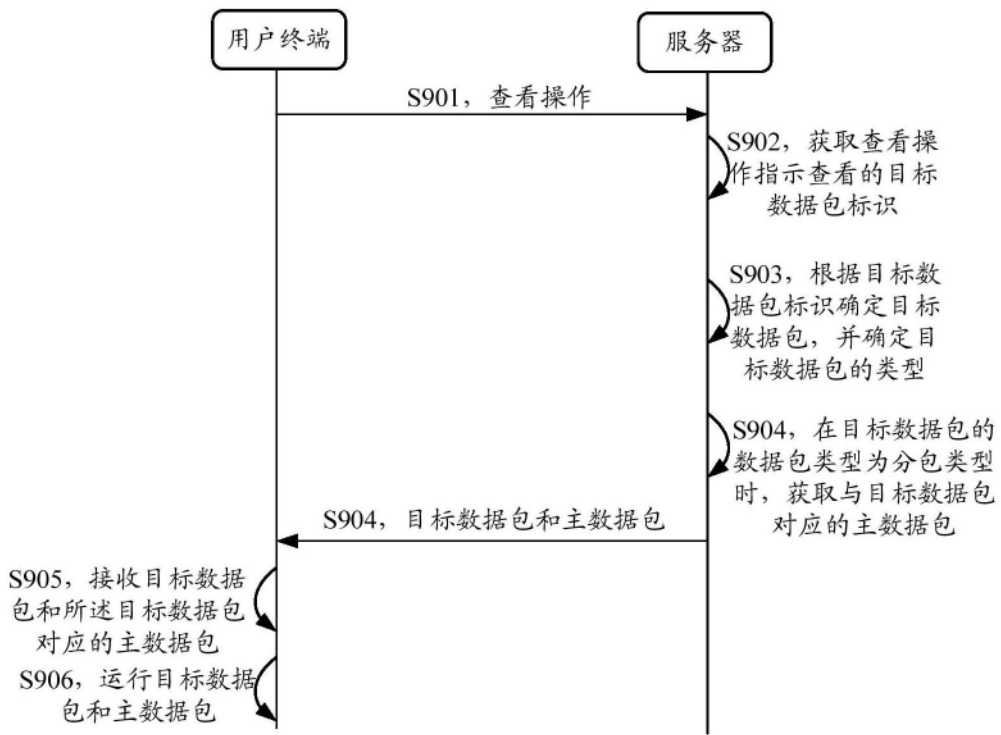 用户终端
服务器
S901，查看操作
S902，获取查看操
作指示查看的目标
数据包标识
S903，根据目标数
据包标识确定目标
数据包，并确定目
标数据包的类型
S904，在目标数据包的
数据包类型为分包类型
时，获取与目标数据包
对应的主数据包
S904，目标数据包和主数据包
S905，接收目标数据
包和所述目标数据包
对应的主数据包
S906，运行目标数据
包和主数据包